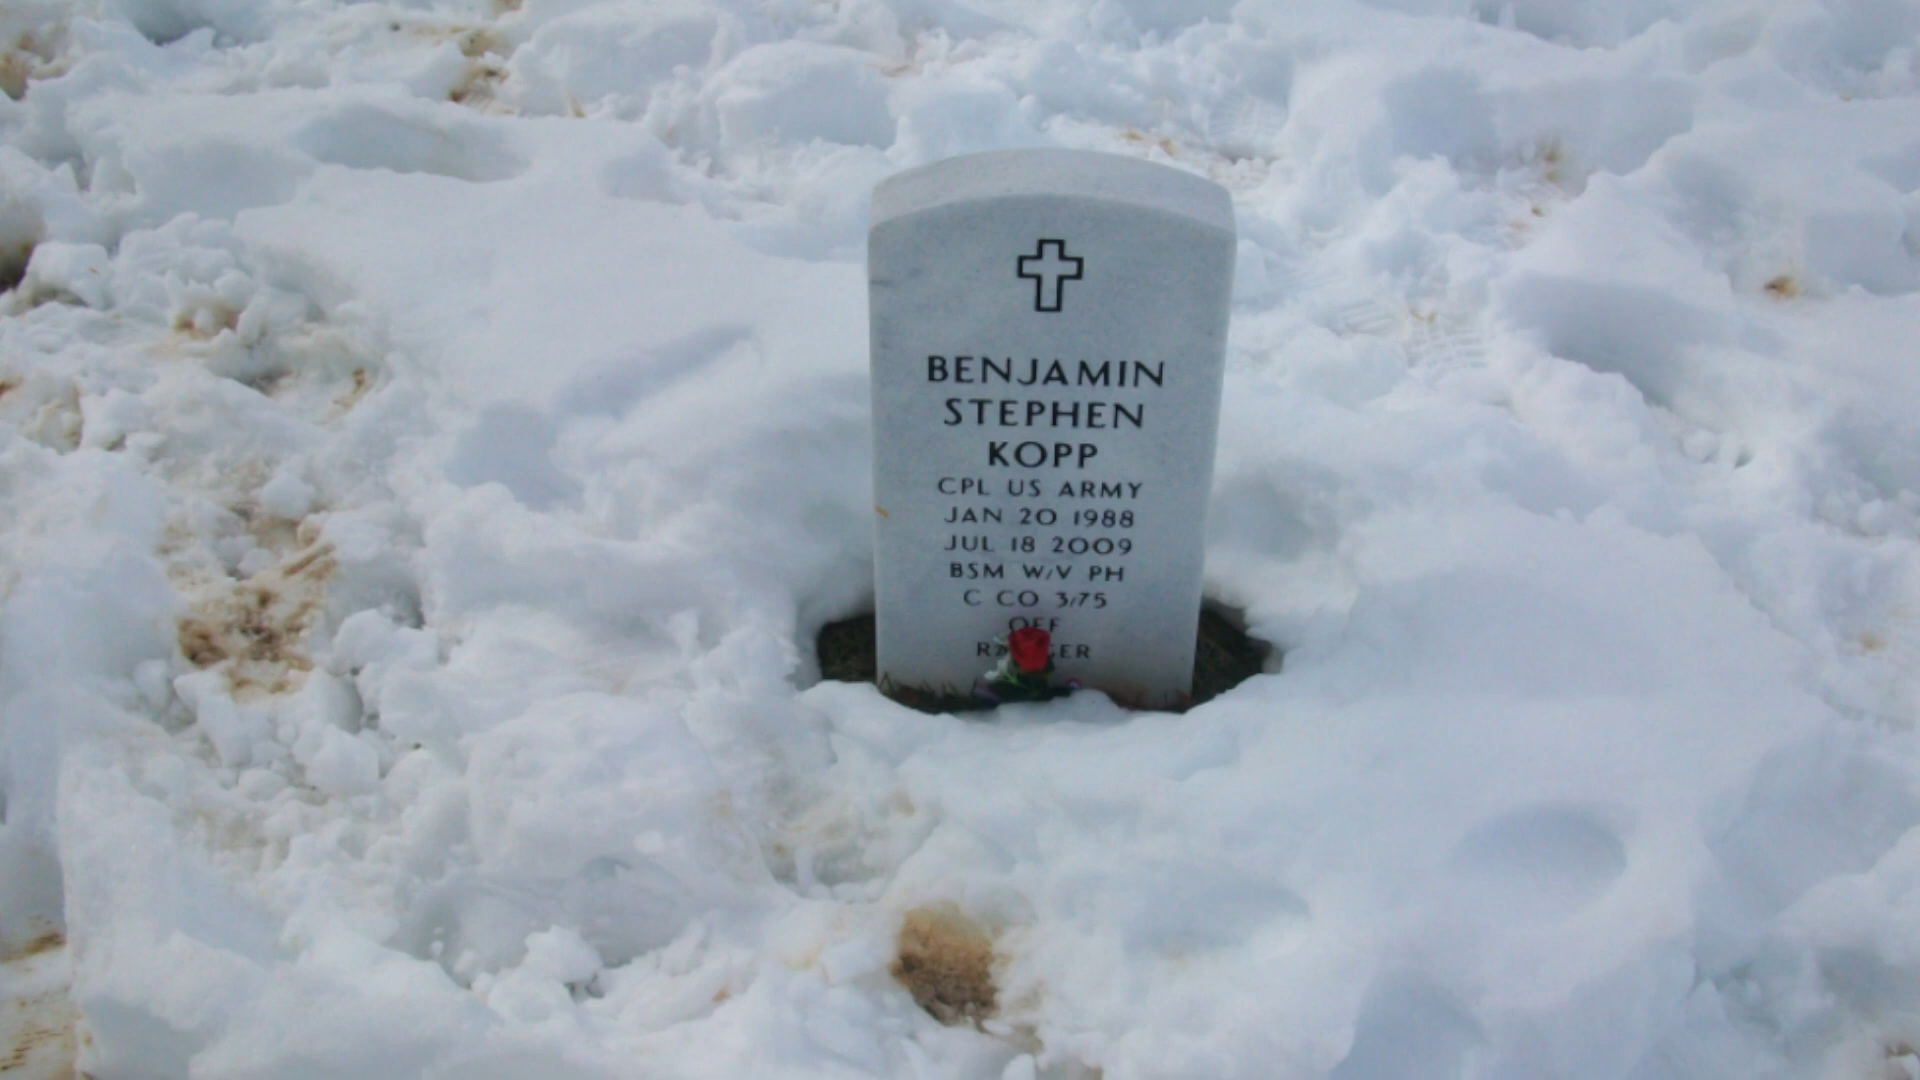 BENJAMIN
STEPHEN
KOPP
CPL US ARMY
JAN 20 1988
JUL 18 2009
BSM W/V PH
C CO 3/75
OEF